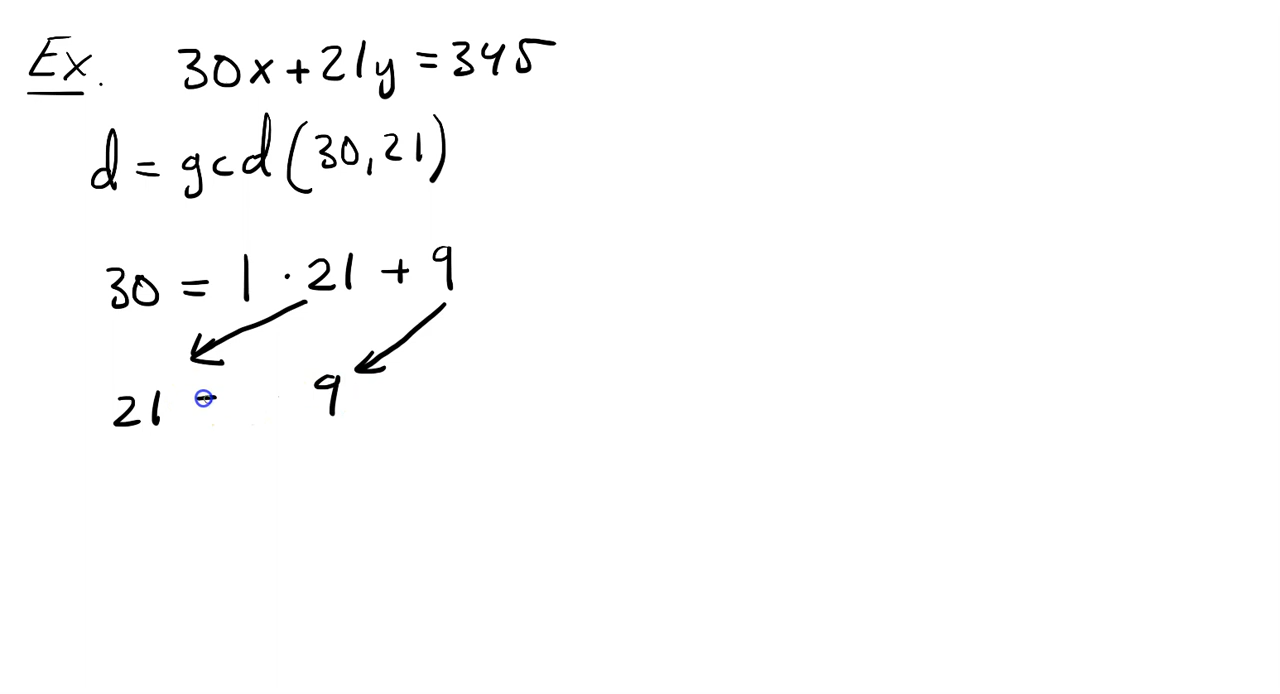 Ex. 30x+21y=345
d = gcd(30,21)
30 = 1 · 21 + 9
21 - 9